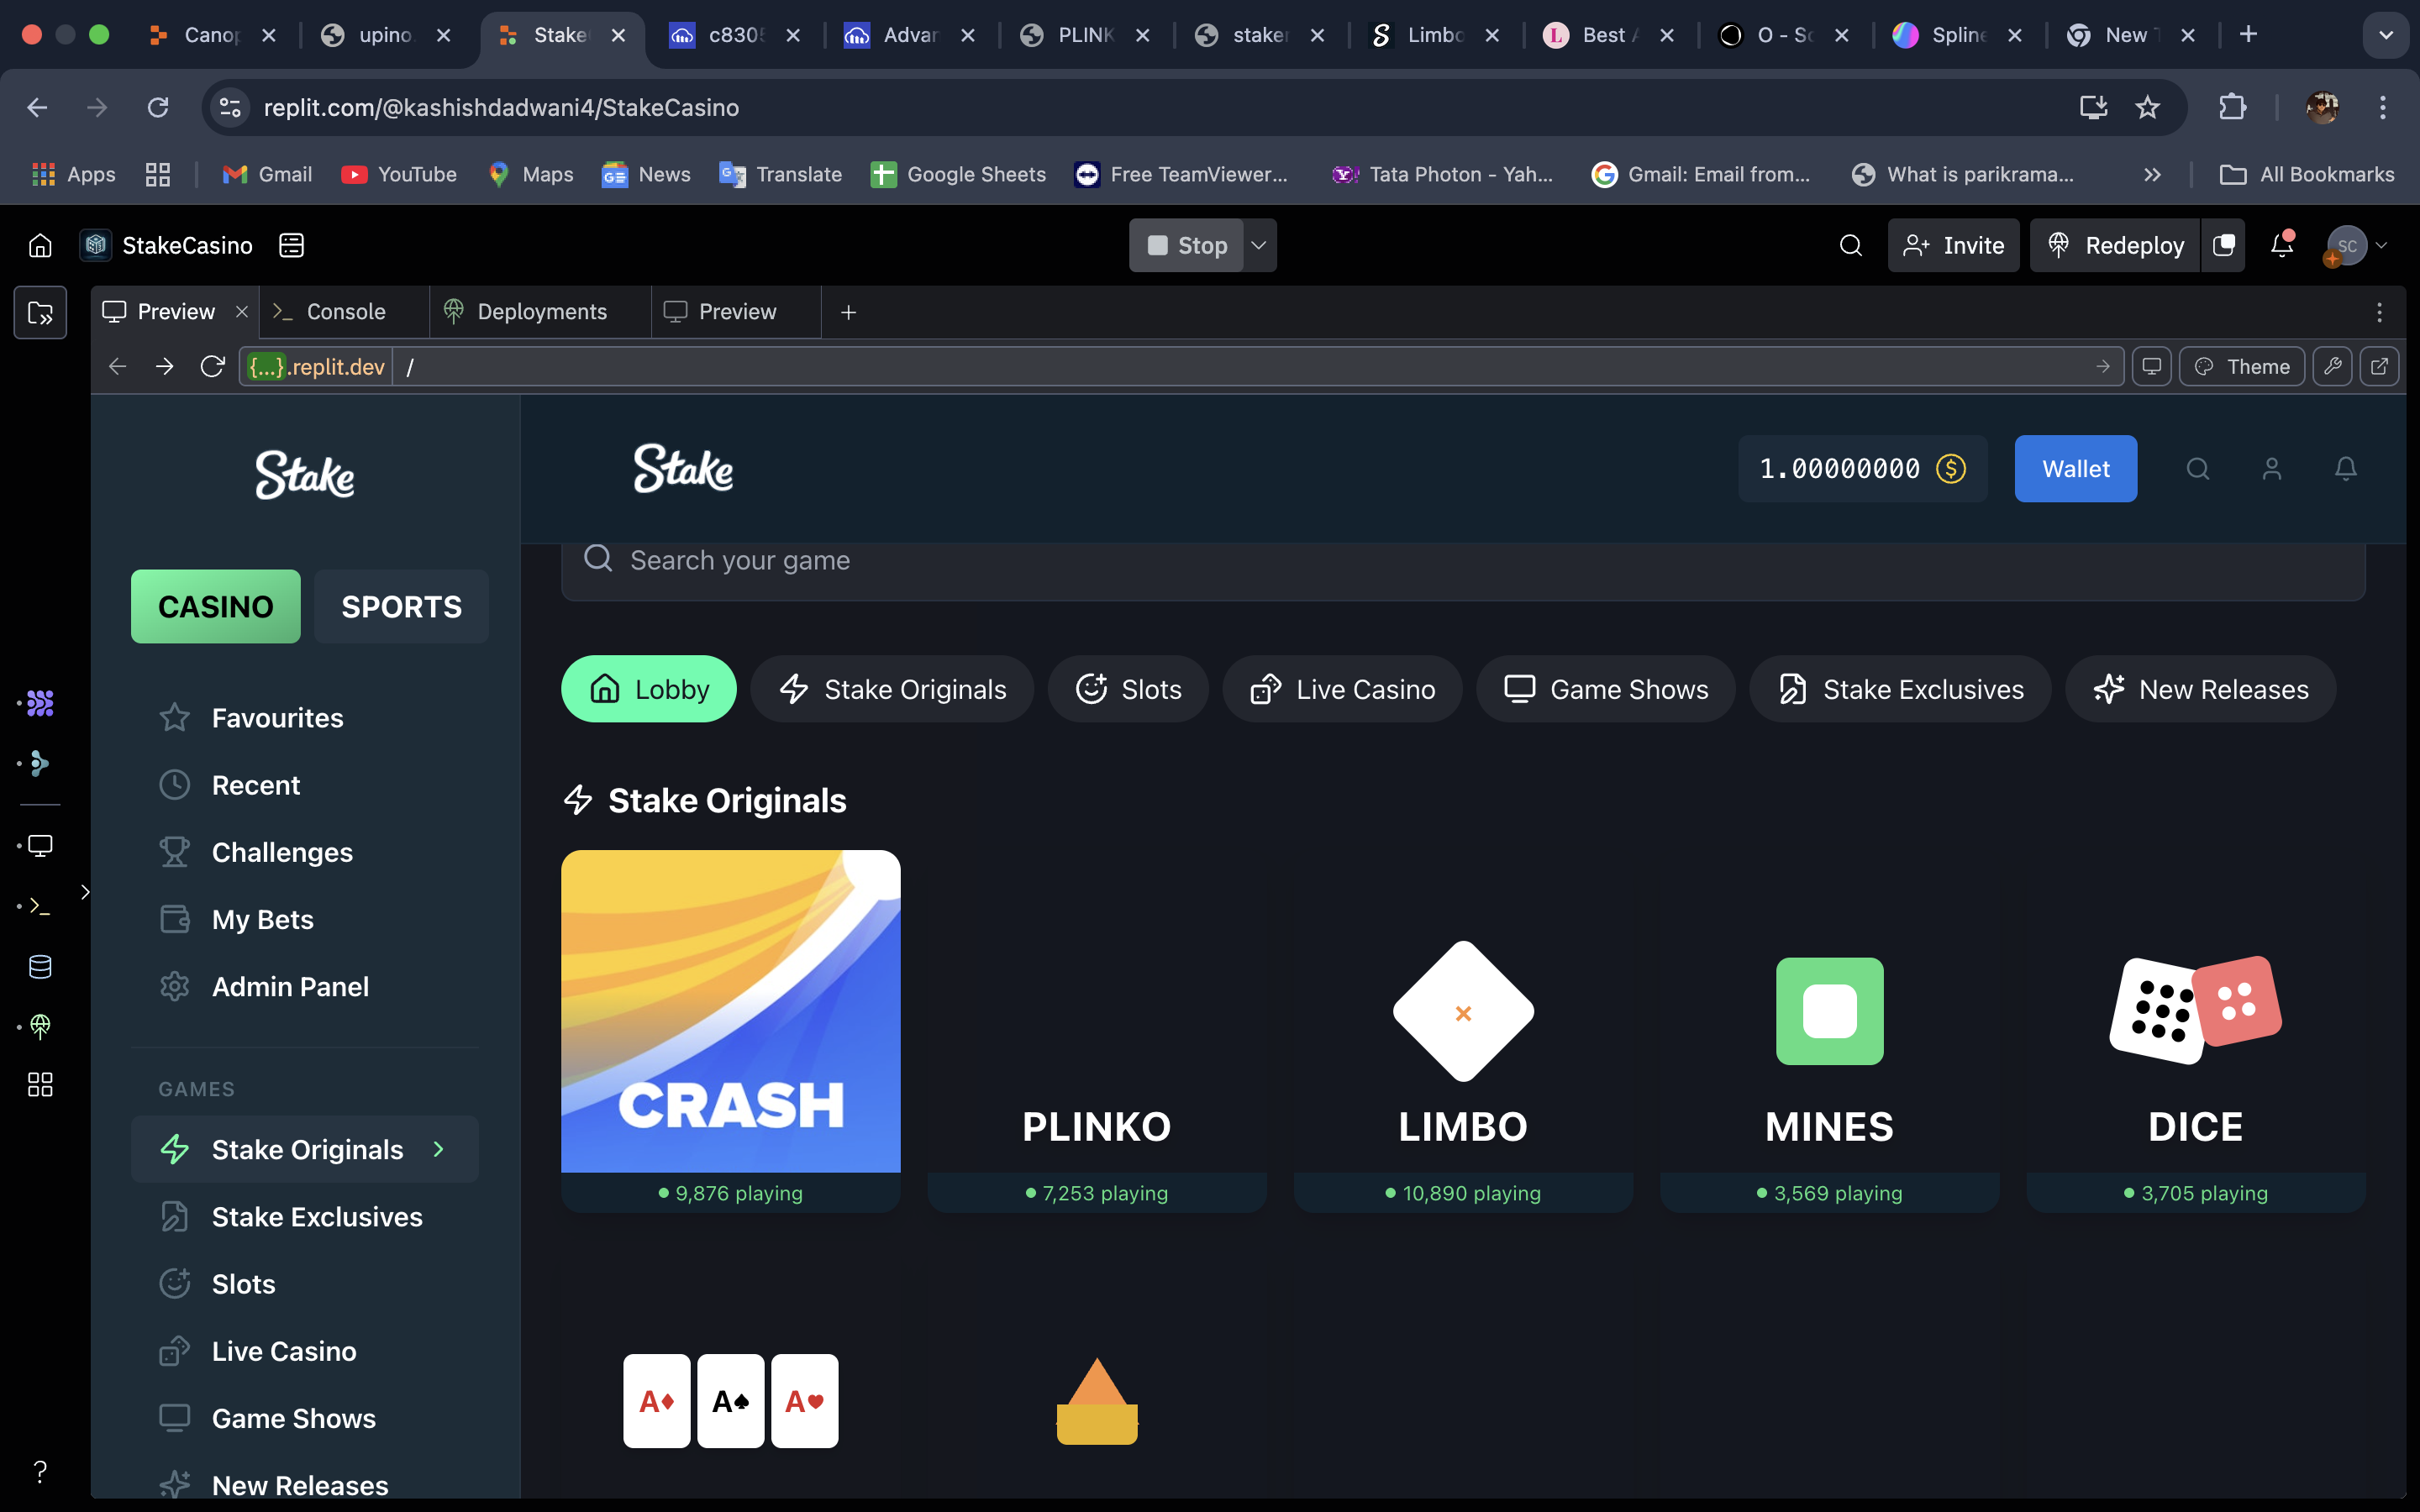 Canop
upino.
Stake
c830
Advan
PLINK
staker
Limbo
Best A
O - Sc
Spline
New T
replit.com/@kashishdadwani4/StakeCasino
Apps
Gmail
YouTube
Maps
News
Translate
Google Sheets
Free TeamViewer...
Tata Photon - Yah...
Gmail: Email from...
What is parikrama...
All Bookmarks
StakeCasino
Stop
Invite
Redeploy
SC
Preview
Console
Deployments
Preview
{...}.replit.dev
/
Theme
Stake
Stake
1.00000000
Wallet
CASINO
SPORTS
Search your game
Lobby
Stake Originals
Slots
Live Casino
Game Shows
Stake Exclusives
New Releases
Favourites
Recent
Challenges
My Bets
Admin Panel
GAMES
Stake Originals
Stake Exclusives
Slots
Live Casino
Game Shows
New Releases
Stake Originals
CRASH
PLINKO
LIMBO
MINES
DICE
9,876 playing
7,253 playing
10,890 playing
3,569 playing
3,705 playing
A♦
A♠
A♥